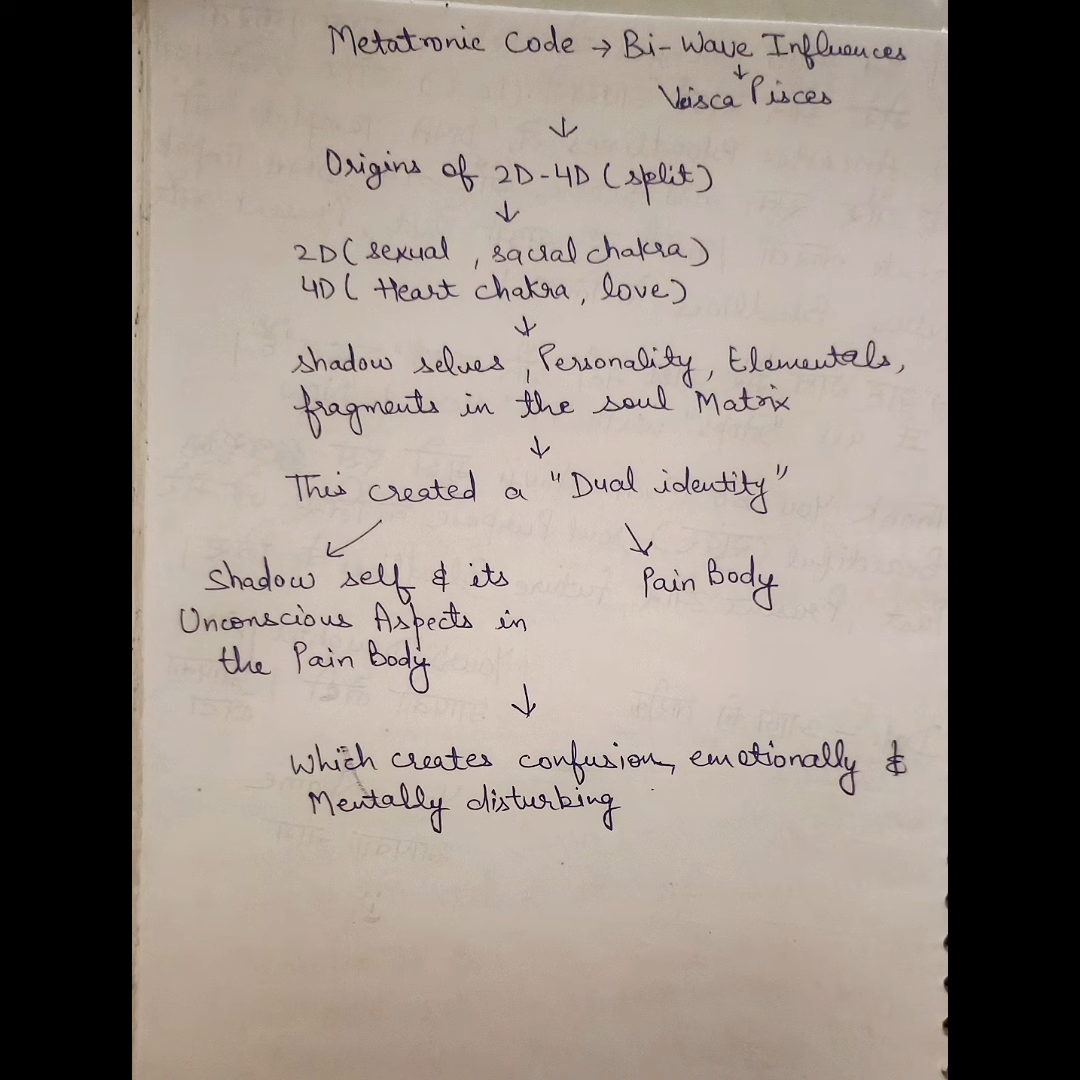 Metatronic Code → Bi-Wave Influences
↓
Veisca Pisces
↓
Origins of 2D-4D (split)
↓
2D( sexual , sacral chakra)
4D( Heart chakra, love)
↓
shadow selves , Personality, Elementals,
fragments in the soul Matrix
↓
This created a "Dual identity"
↙ ↘
Shadow self & its
Unconscious Aspects in
the Pain Body
Pain Body
↓
Which creates confusion, emotionally &
Mentally disturbing